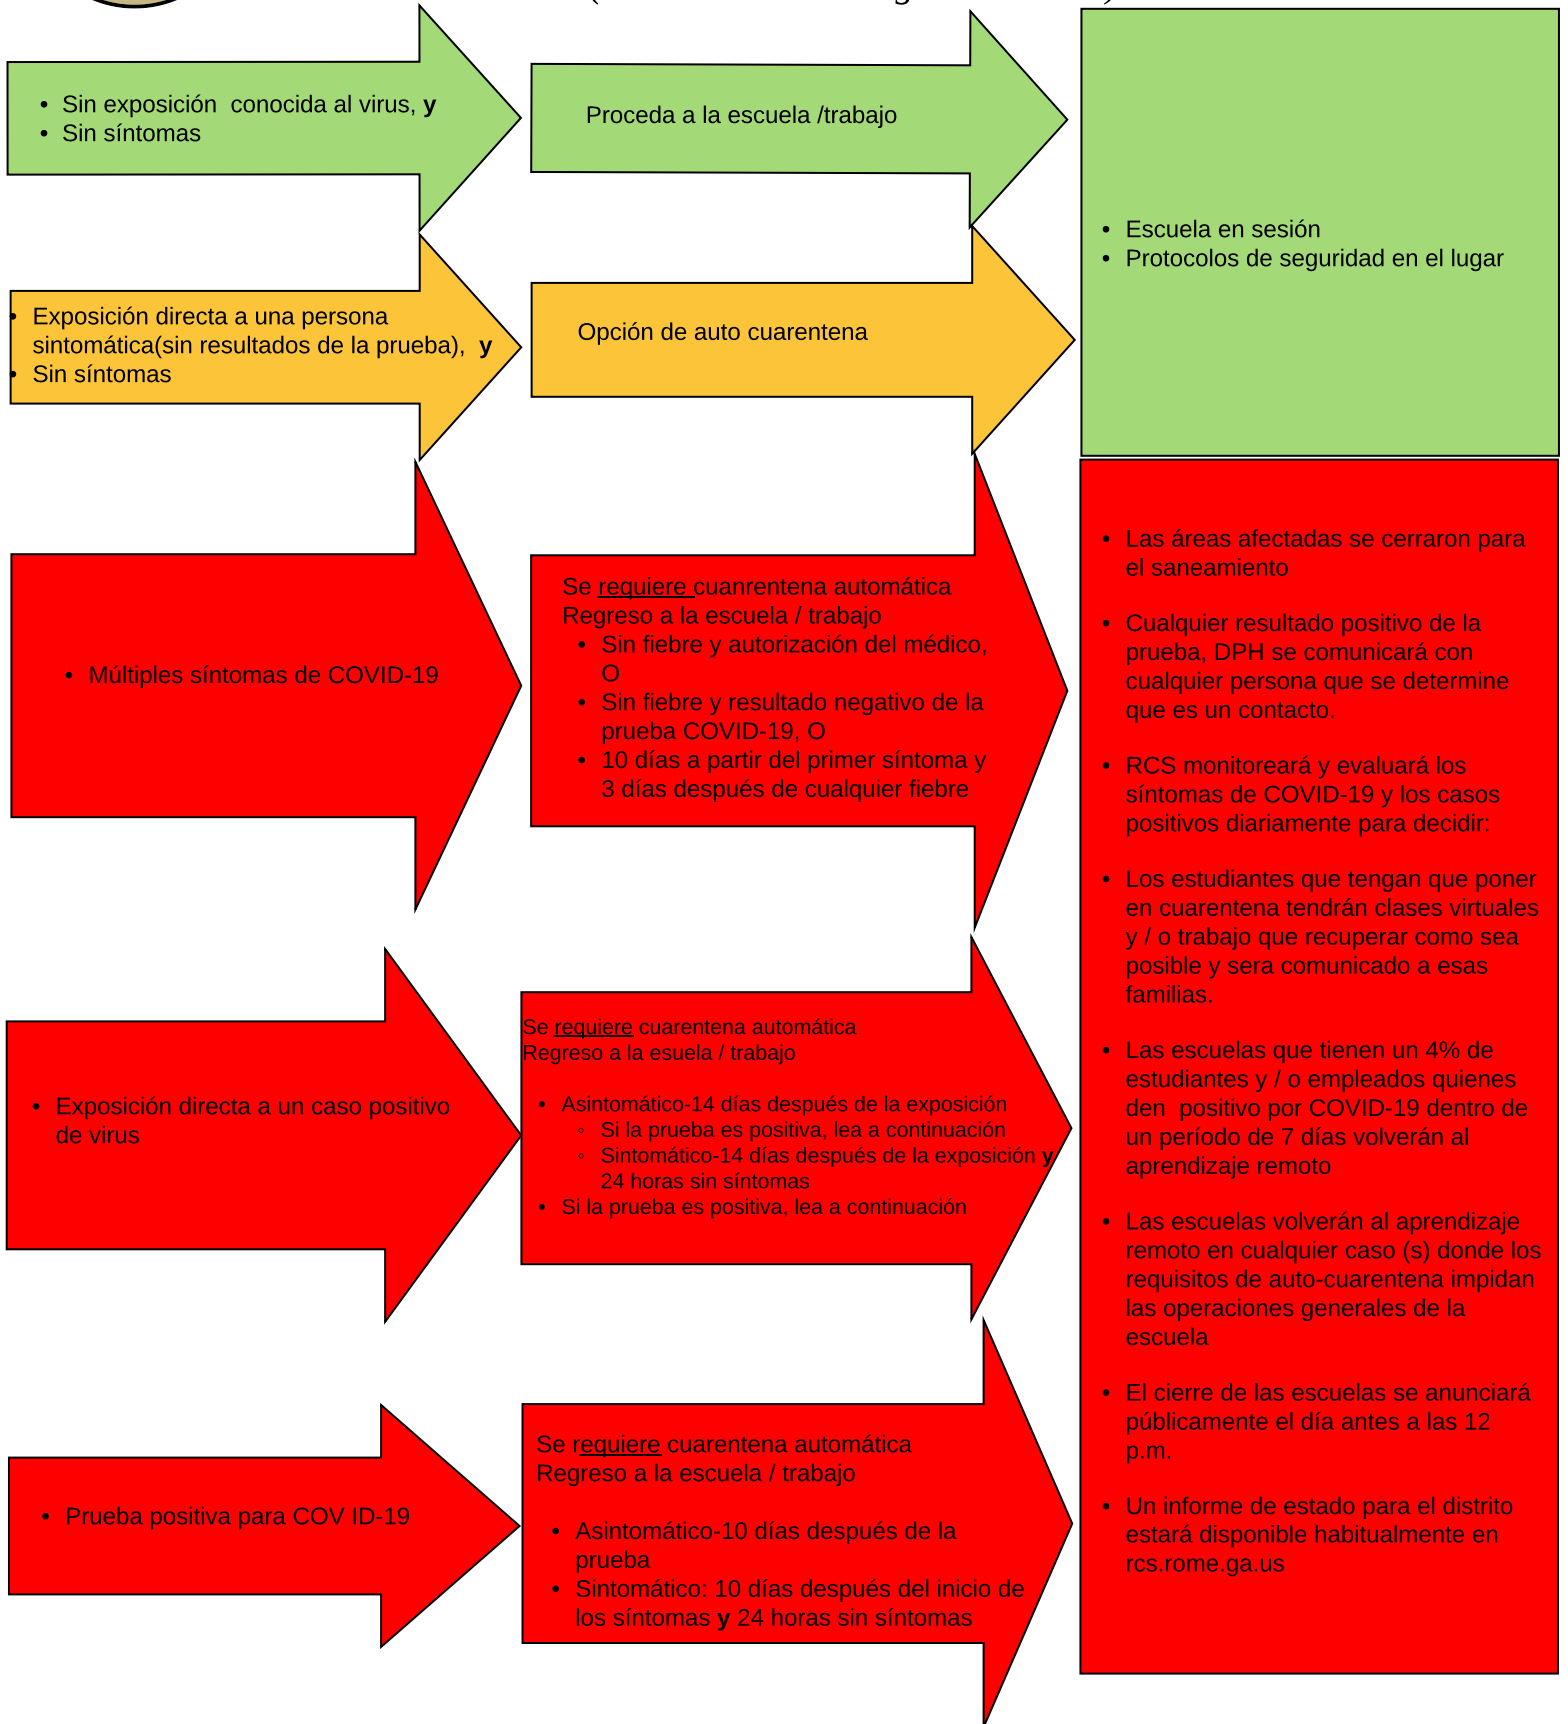 • Sin exposición  conocida al virus, y
• Sin síntomas
Proceda a la escuela /trabajo
• Escuela en sesión
• Protocolos de seguridad en el lugar
• Exposición directa a una persona
sintomática(sin resultados de la prueba),  y
• Sin síntomas
Opción de auto cuarentena
• Múltiples síntomas de COVID-19
Se requiere cuanrentena automática
Regreso a la escuela / trabajo
• Sin fiebre y autorización del médico,
O
• Sin fiebre y resultado negativo de la
prueba COVID-19, O
• 10 días a partir del primer síntoma y
3 días después de cualquier fiebre
• Exposición directa a un caso positivo
de virus
Se requiere cuarentena automática
Regreso a la esuela / trabajo
• Asintomático-14 días después de la exposición
◦ Si la prueba es positiva, lea a continuación
◦ Sintomático-14 días después de la exposición y
24 horas sin síntomas
• Si la prueba es positiva, lea a continuación
• Prueba positiva para COV ID-19
Se requiere cuarentena automática
Regreso a la escuela / trabajo
• Asintomático-10 días después de la
prueba
• Sintomático: 10 días después del inicio de
los síntomas y 24 horas sin síntomas
• Las áreas afectadas se cerraron para
el saneamiento
• Cualquier resultado positivo de la
prueba, DPH se comunicará con
cualquier persona que se determine
que es un contacto.
• RCS monitoreará y evaluará los
síntomas de COVID-19 y los casos
positivos diariamente para decidir:
• Los estudiantes que tengan que poner
en cuarentena tendrán clases virtuales
y / o trabajo que recuperar como sea
posible y sera comunicado a esas
familias.
• Las escuelas que tienen un 4% de
estudiantes y / o empleados quienes
den  positivo por COVID-19 dentro de
un período de 7 días volverán al
aprendizaje remoto
• Las escuelas volverán al aprendizaje
remoto en cualquier caso (s) donde los
requisitos de auto-cuarentena impidan
las operaciones generales de la
escuela
• El cierre de las escuelas se anunciará
públicamente el día antes a las 12
p.m.
• Un informe de estado para el distrito
estará disponible habitualmente en
rcs.rome.ga.us